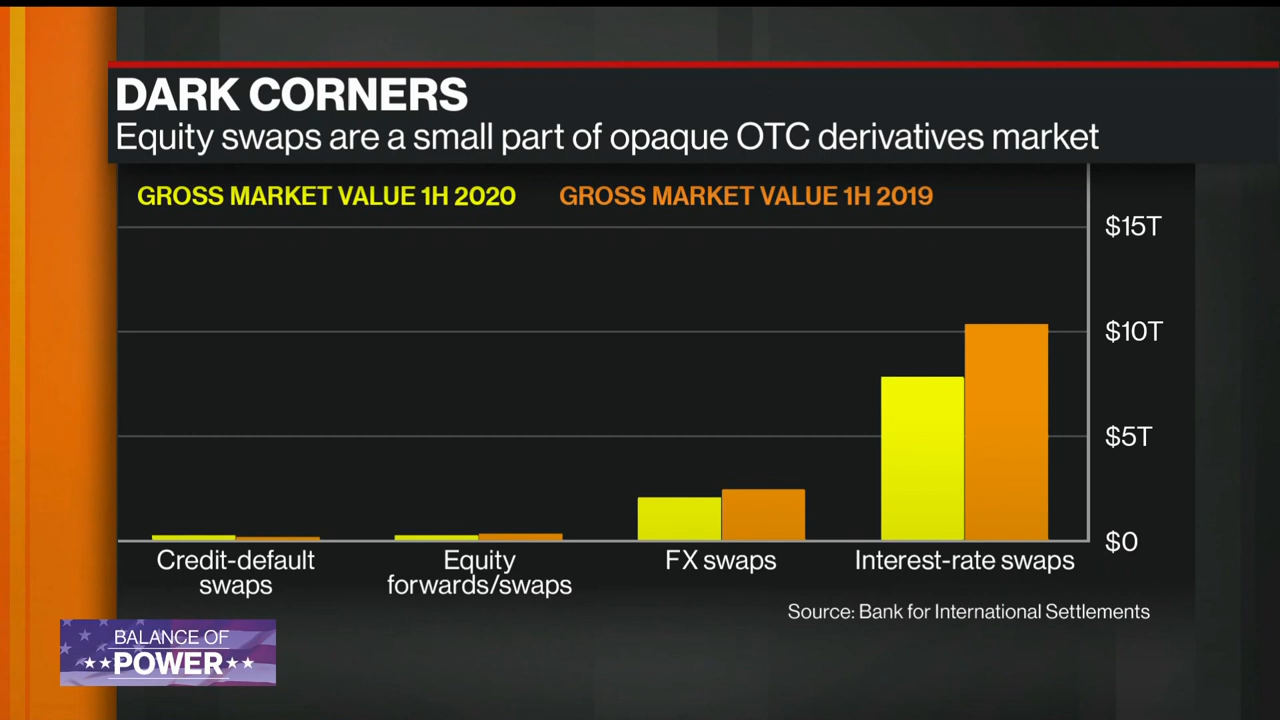 DARK CORNERS
Equity swaps are a small part of opaque OTC derivatives market
GROSS MARKET VALUE 1H 2020
GROSS MARKET VALUE 1H 2019
$15T
$10T
$5T
$0
Credit-default
swaps
Equity
forwards/swaps
FX swaps
Interest-rate swaps
Source: Bank for International Settlements
BALANCE OF
POWER